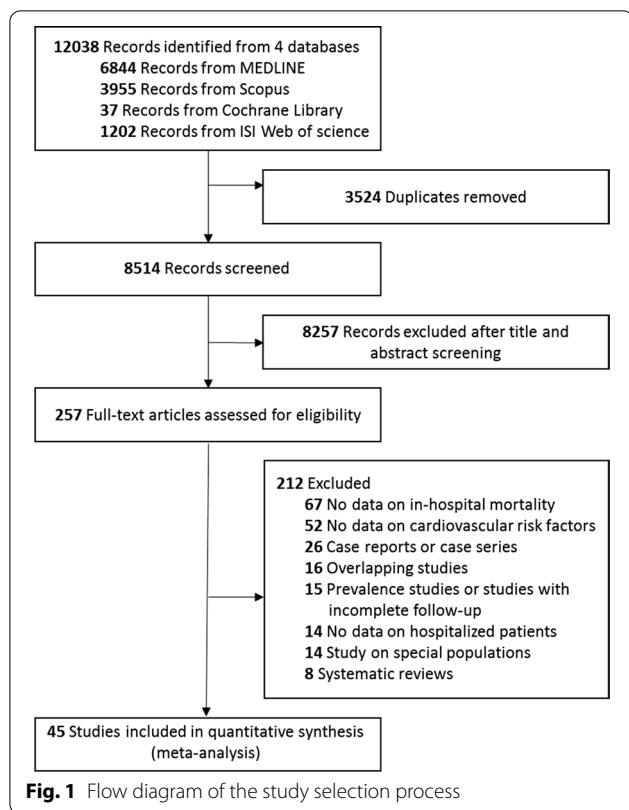 12038 Records identified from 4 databases
6844 Records from MEDLINE
3955 Records from Scopus
37 Records from Cochrane Library
1202 Records from ISI Web of science
3524 Duplicates removed
8514 Records screened
8257 Records excluded after title and
abstract screening
257 Full-text articles assessed for eligibility
212 Excluded
67 No data on in-hospital mortality
52 No data on cardiovascular risk factors
26 Case reports or case series
16 Overlapping studies
15 Prevalence studies or studies with
incomplete follow-up
14 No data on hospitalized patients
14 Study on special populations
8 Systematic reviews
45 Studies included in quantitative synthesis
(meta-analysis)
Fig. 1 Flow diagram of the study selection process